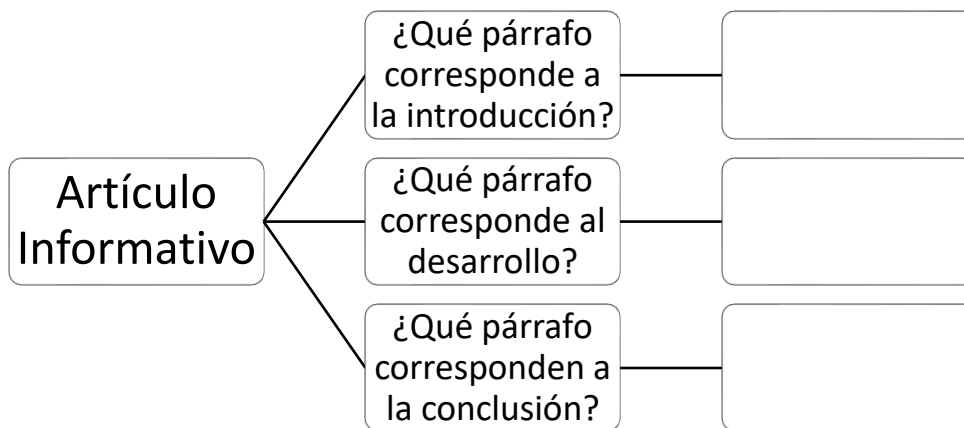 ¿Qué párrafo
corresponde a
la introducción?
Artículo
Informativo
¿Qué párrafo
corresponde al
desarrollo?
¿Qué párrafo
corresponden a
la conclusión?